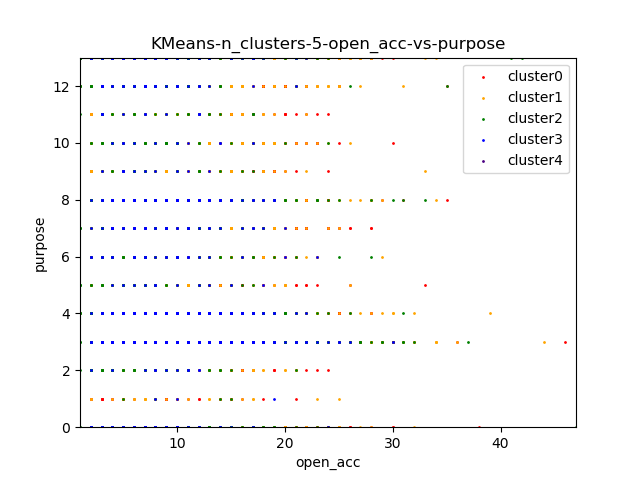 KMeans-n_clusters-5-open_acc-vs-purpose
cluster0
cluster1
cluster2
cluster3
cluster4
12
10
8
6
4
2
0
purpose
10 20 30 40
open_acc